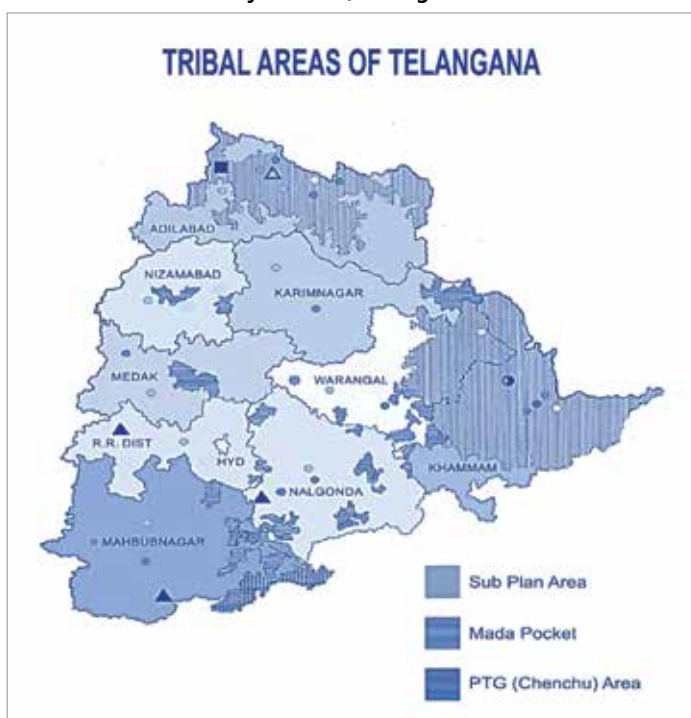 TRIBAL AREAS OF TELANGANA
ADILABAD
NIZAMABAD
KARIMNAGAR
MEDAK
WARANGAL
R.R. DIST
HYD
KHAMMAM
NALGONDA
MAHBUBNAGAR
Sub Plan Area
Mada Pocket
PTG (Chenchu) Area